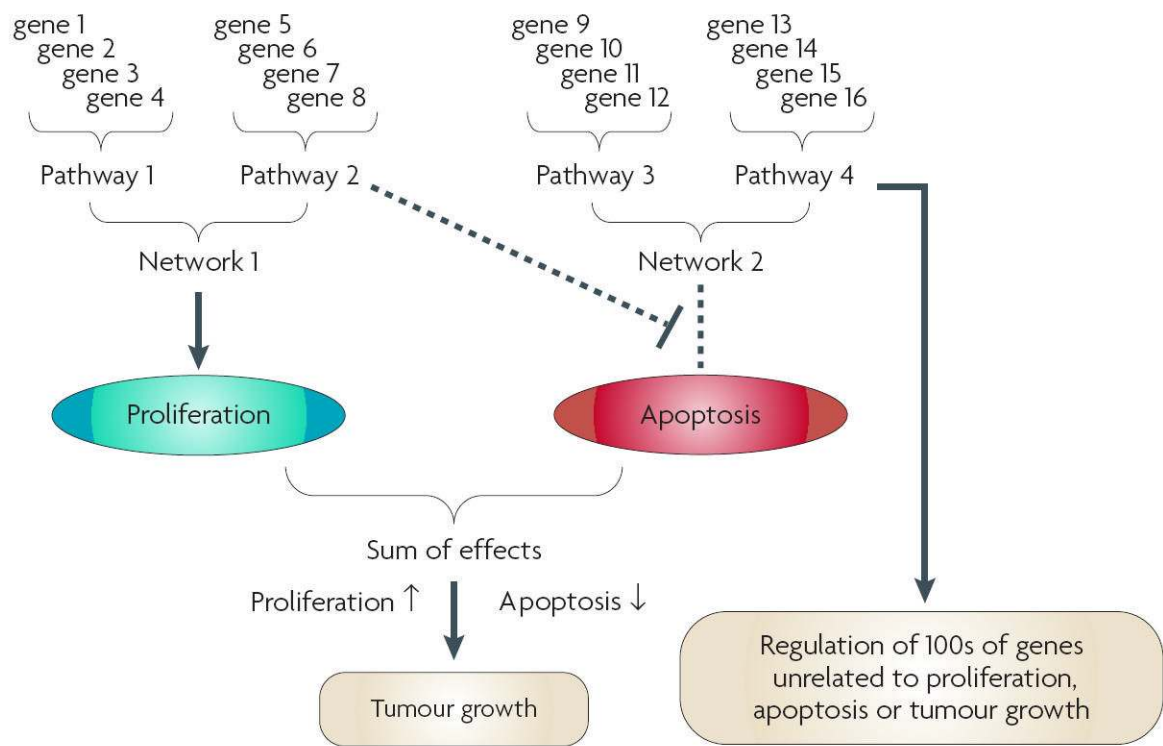 gene 1
gene 2
gene 3
gene 4
gene 5
gene 6
gene 7
gene 8
gene 9
gene 10
gene 11
gene 12
gene 13
gene 14
gene 15
gene 16
Pathway 1
Pathway 2
Pathway 3
Pathway 4
Network 1
Network 2
Proliferation
Apoptosis
Sum of effects
Proliferation ↑
Apoptosis ↓
Tumour growth
Regulation of 100s of genes
unrelated to proliferation,
apoptosis or tumour growth